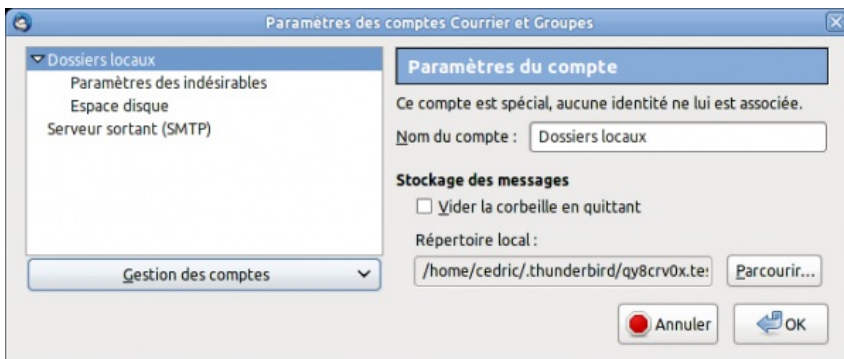 Paramètres des comptes Courrier et Groupes
Dossiers locaux
Paramètres des indésirables
Espace disque
Serveur sortant (SMTP)
Gestion des comptes
Paramètres du compte
Ce compte est spécial, aucune identité ne lui est associée.
Nom du compte : Dossiers locaux
Stockage des messages
Vider la corbeille en quittant
Répertoire local :
/home/cedric/.thunderbird/qy8crv0x.te Parcourir...
Annuler OK